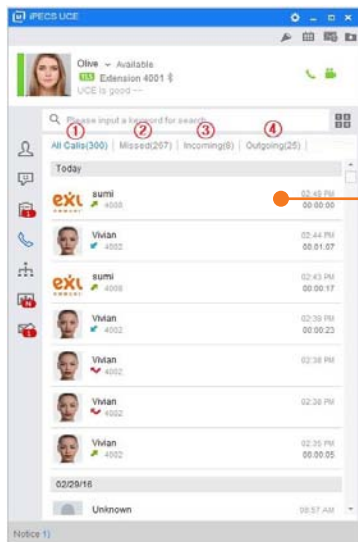 iPECS UCE
Olive Available
Extension 4001
UCE is good ---
Please input a keyword for search
① ② ③ ④
All Calls(300) | Missed(267) | Incoming(8) | Outgoing(25) |
Today
exi sumi 02:48 PM
4008 00:00:00
Vivian 02:44 PM
4002 00:01:07
exi sumi 02:43 PM
4008 00:00:17
Vivian 02:39 PM
4002 00:00:23
Vivian 02:38 PM
4002
Vivian 02:38 PM
4002
Vivian 02:35 PM
4002 00:00:05
02/29/16
Unknown 08:57 AM
Notice 1)